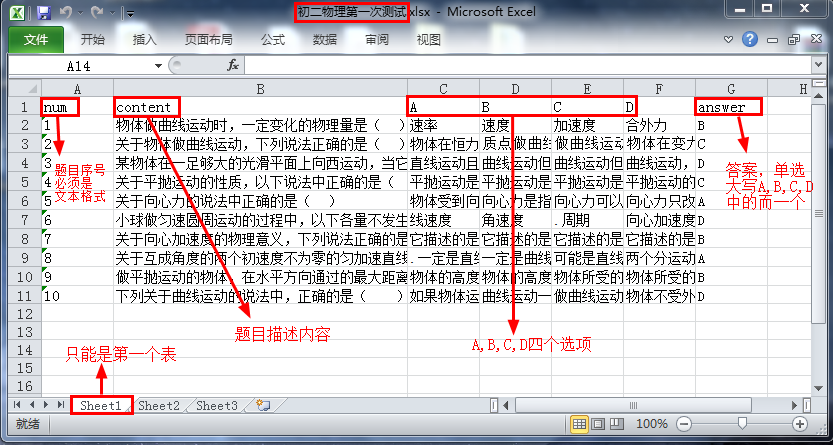 初二物理第一次测试.xlsx - Microsoft Excel
文件 开始 插入 页面布局 公式 数据 审阅 视图
A14 fx
A B C D E F G H
1 num content A B C D answer
2 1 物体做曲线运动时，一定变化的物理量是（ ） 速率 速度 加速度 合外力 B
3 2 关于物体做曲线运动，下列说法正确的是 物体在恒力 质点做曲线 做曲线运动 物体在变力 C
4 3 某物体在一足够大的光滑平面上向西运动，当它 直线运动且 曲线运动但 曲线运动但 曲线运动， D
5 4 关于平抛运动的性质，以下说法中正确的是（ 平抛运动是 平抛运动是 平抛运动是 平抛运动的 C
6 5 关于向心力的说法中正确的是（ ） 物体受到向 向心力是指 向心力可以 向心力只改 A
7 6 小球做匀速圆周运动的过程中，以下各量不发生 线速度 角速度 .周期 向心加速度 D
8 7 关于向心加速度的物理意义，下列说法正确的是 它描述的是 它描述的是 它描述的是 它描述的是 B
9 8 关于互成角度的两个初速度不为零的匀加速直线 .一定是直 一定是曲线 可能是直线 两个分运动 A
10 9 做平抛运动的物体，在水平方向通过的最大距离 物体的高度 物体的高度 物体所受的 物体所受的 B
11 10 下列关于曲线运动的说法中，正确的是（ ） 如果物体运 曲线运动一 做曲线运动 物体不受外 D
12
13
14
15
16
题目序号
必须是
文本格式
答案，单选
大写A,B,C,D
中的而一个
题目描述内容
A,B,C,D四个选项
只能是第一个表
Sheet1 Sheet2 Sheet3
就绪 100%